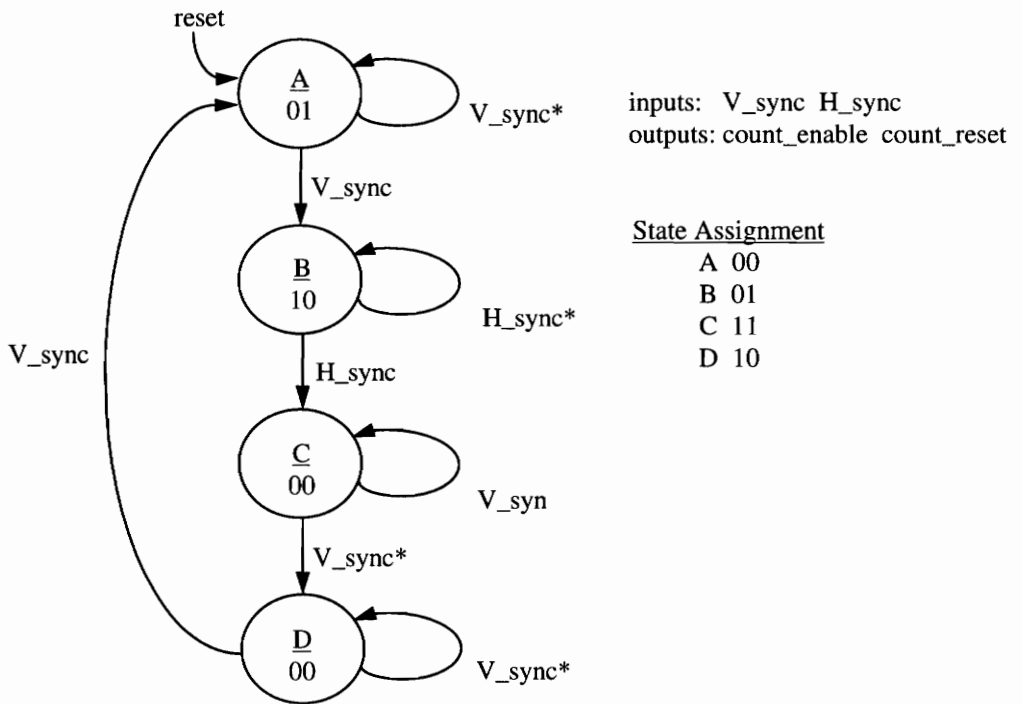 reset
A
01
V_sync*
V_sync
B
10
H_sync*
V_sync
H_sync
C
00
V_syn
V_sync*
D
00
V_sync*
inputs: V_sync H_sync
outputs: count_enable count_reset
State Assignment
A 00
B 01
C 11
D 10